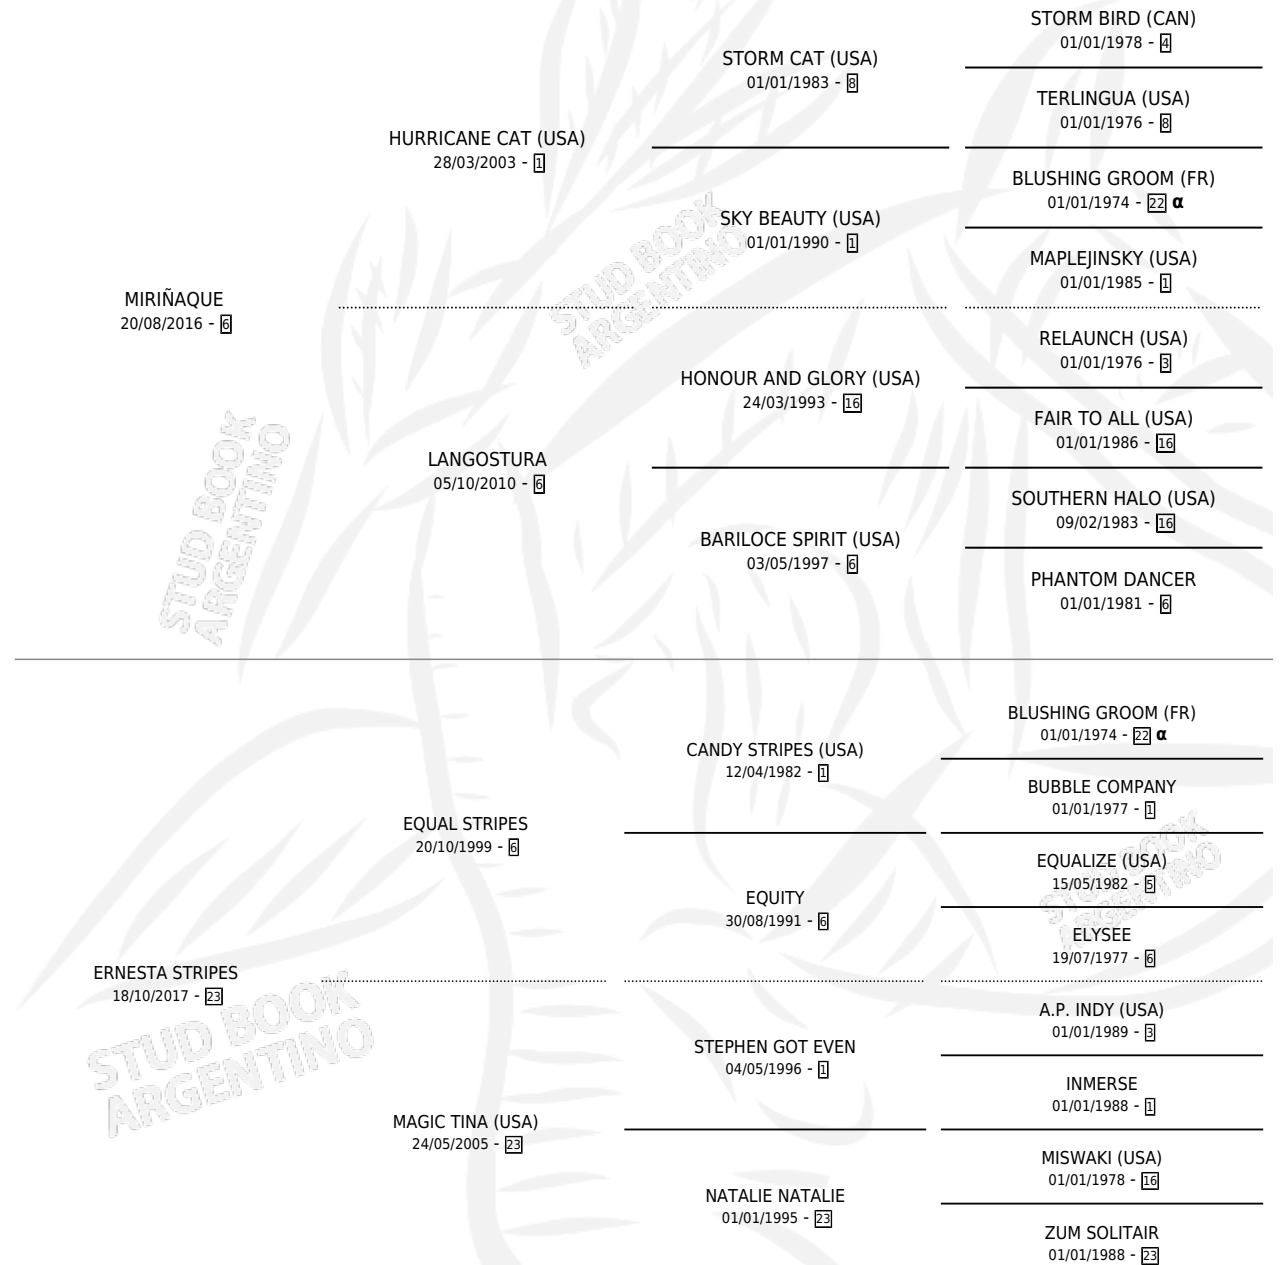 STORM BIRD (CAN)
01/01/1978 - 4
STORM CAT (USA)
01/01/1983 - 8
TERLINGUA (USA)
01/01/1976 - 8
HURRICANE CAT (USA)
28/03/2003 - 1
BLUSHING GROOM (FR)
01/01/1974 - 22 α
SKY BEAUTY (USA)
01/01/1990 - 1
MAPLEJINSKY (USA)
01/01/1985 - 1
MIRIÑAQUE
20/08/2016 - 6
RELAUNCH (USA)
01/01/1976 - 3
HONOUR AND GLORY (USA)
24/03/1993 - 16
FAIR TO ALL (USA)
01/01/1986 - 16
LANGOSTURA
05/10/2010 - 6
SOUTHERN HALO (USA)
09/02/1983 - 16
BARILOCE SPIRIT (USA)
03/05/1997 - 6
PHANTOM DANCER
01/01/1981 - 6
BLUSHING GROOM (FR)
01/01/1974 - 22 α
CANDY STRIPES (USA)
12/04/1982 - 1
BUBBLE COMPANY
01/01/1977 - 1
EQUAL STRIPES
20/10/1999 - 6
EQUALIZE (USA)
15/05/1982 - 5
EQUITY
30/08/1991 - 6
ELYSEE
19/07/1977 - 6
ERNESTA STRIPES
18/10/2017 - 23
A.P. INDY (USA)
01/01/1989 - 3
STEPHEN GOT EVEN
04/05/1996 - 1
INMERSE
01/01/1988 - 1
MAGIC TINA (USA)
24/05/2005 - 23
MISWAKI (USA)
01/01/1978 - 16
NATALIE NATALIE
01/01/1995 - 23
ZUM SOLITAIR
01/01/1988 - 23
STUD BOOK
ARGENTINO
STUD BOOK
ARGENTINO
STUD BOOK
ARGENTINO
STUD BOOK
ARGENTINO